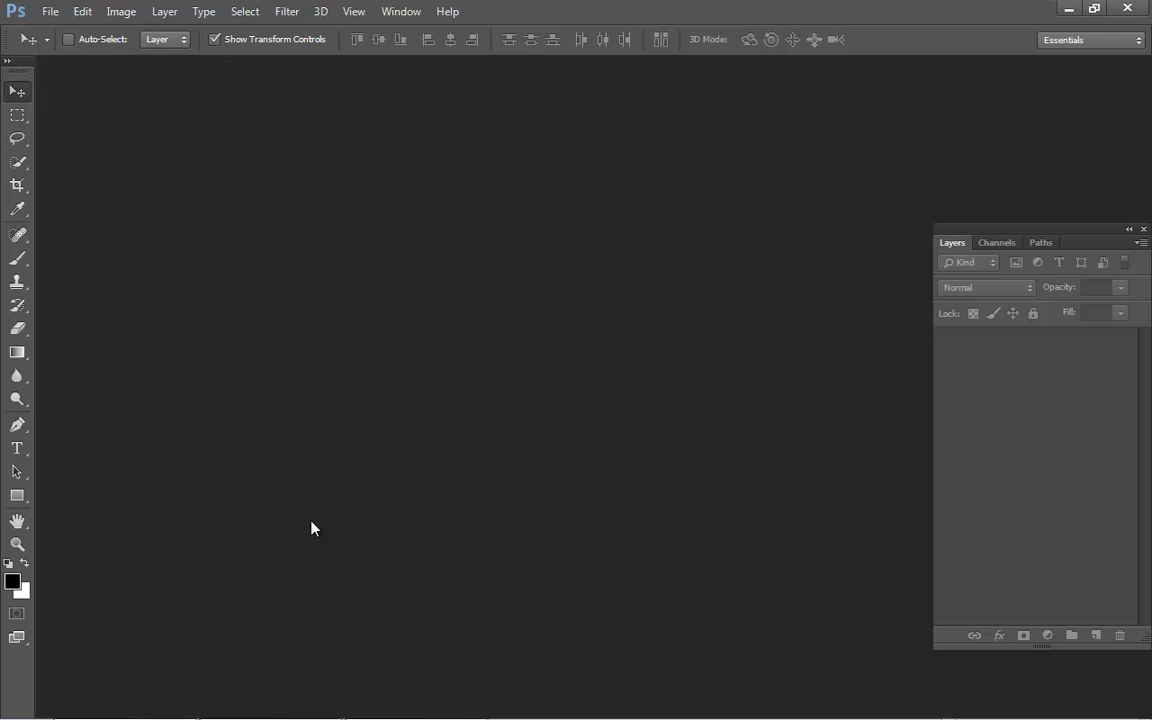 Ps File Edit Image Layer Type Select Filter 3D View Window Help
Auto-Select: Layer Show Transform Controls 3D Mode: Essentials
Layers Channels Paths
Kind T
Normal Opacity:
Lock: Fill:
fx
T